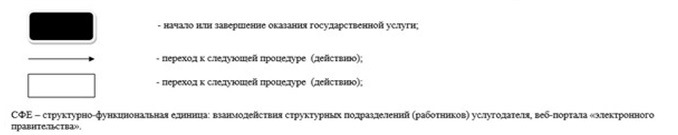 - начало или завершение оказания государственной услуги;
- переход к следующей процедуре (действию);
- переход к следующей процедуре (действию);
СФЕ – структурно-функциональная единица: взаимодействия структурных подразделений (работников) услугодателя, веб-портала «электронного
правительства».